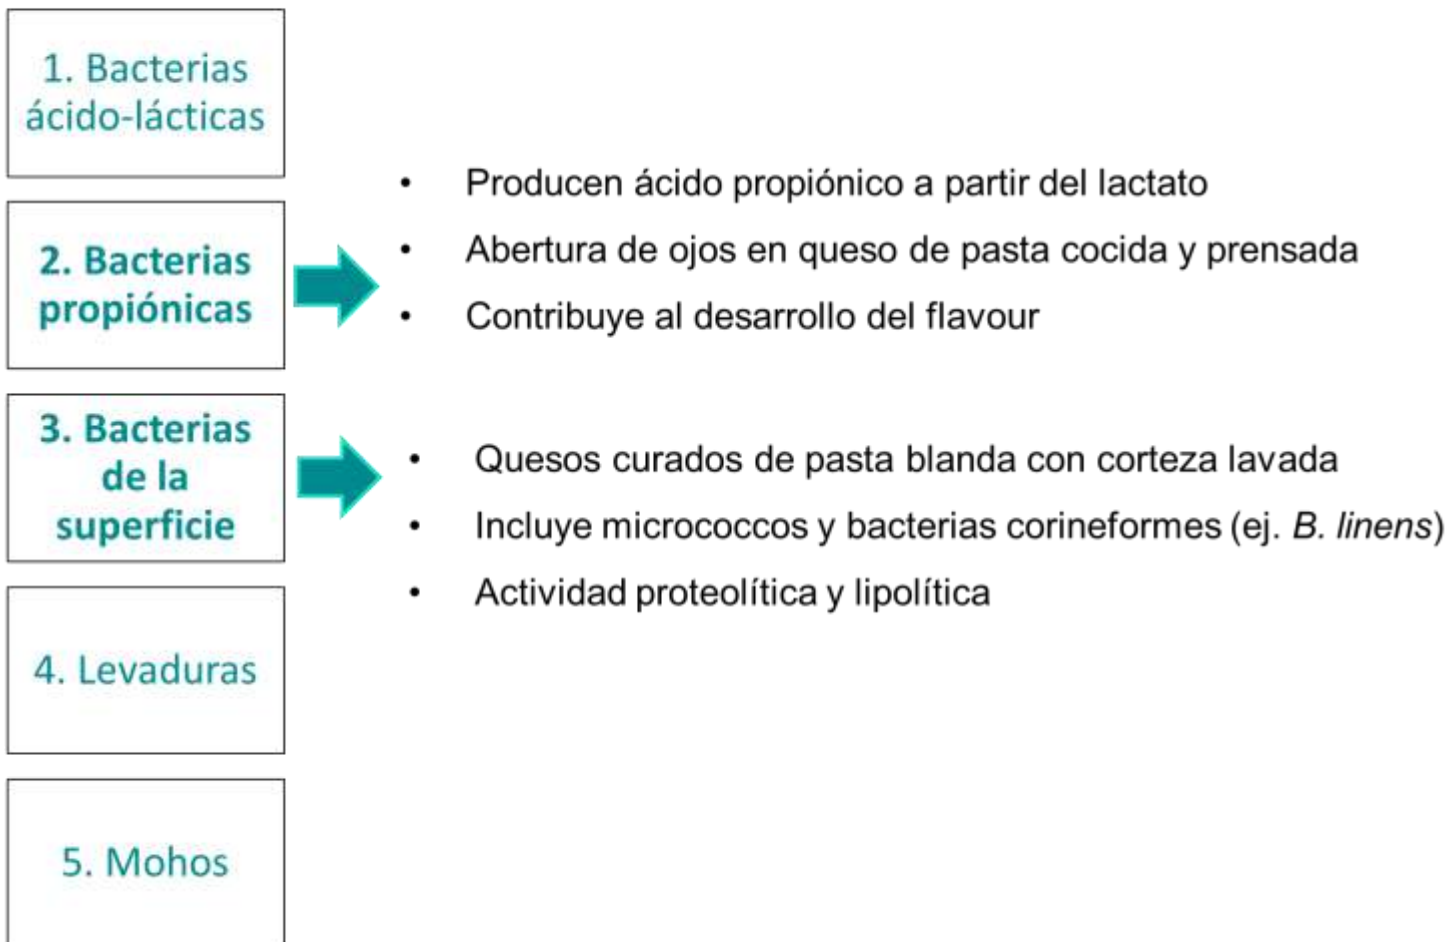 1. Bacterias
ácido-lácticas
2. Bacterias
propiónicas
• Producen ácido propiónico a partir del lactato
• Abertura de ojos en queso de pasta cocida y prensada
• Contribuye al desarrollo del flavour
3. Bacterias
de la
superficie
• Quesos curados de pasta blanda con corteza lavada
• Incluye micrococcos y bacterias corineformes (ej. B. linens)
• Actividad proteolítica y lipolítica
4. Levaduras
5. Mohos